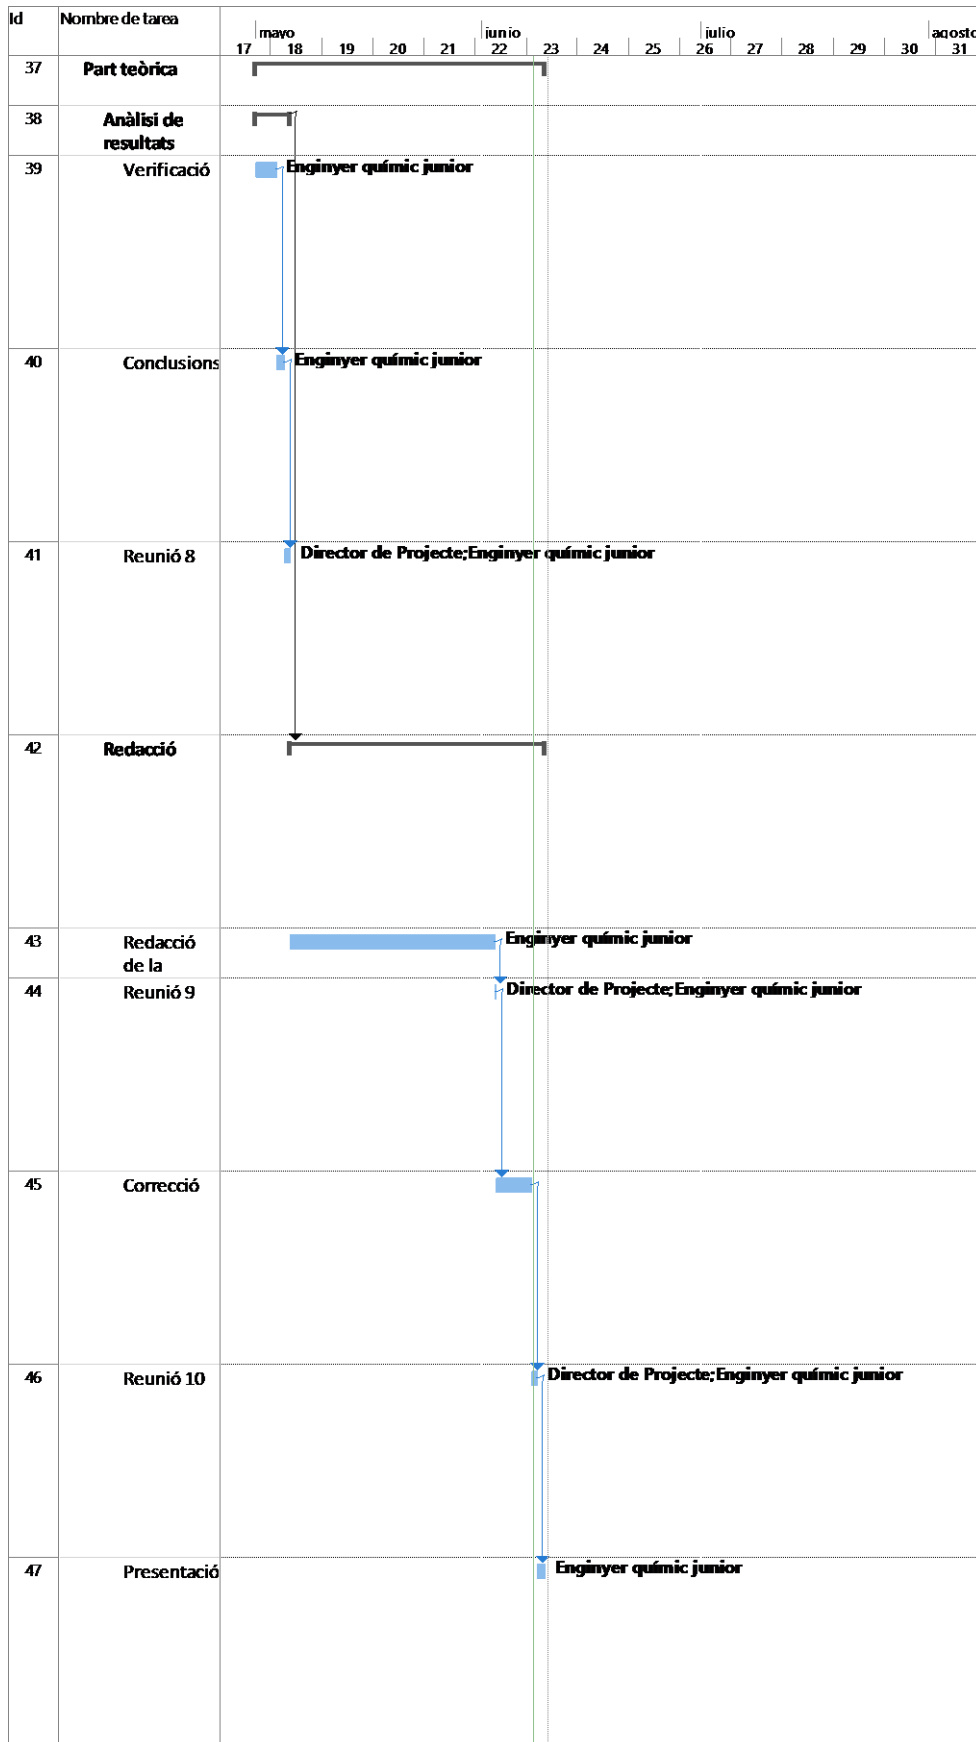 Id Nombre de tarea
mayo junio julio agosto
17 18 19 20 21 22 23 24 25 26 27 28 29 30 31
37 Part teòrica
38 Anàlisi de
resultats
39 Verificació Enginyer químic junior
40 Conclusions Enginyer químic junior
41 Reunió 8 Director de Projecte;Enginyer químic junior
42 Redacció
43 Redacció Enginyer químic junior
de la
44 Reunió 9 Director de Projecte;Enginyer químic junior
45 Correcció
46 Reunió 10 Director de Projecte;Enginyer químic junior
47 Presentació Enginyer químic junior